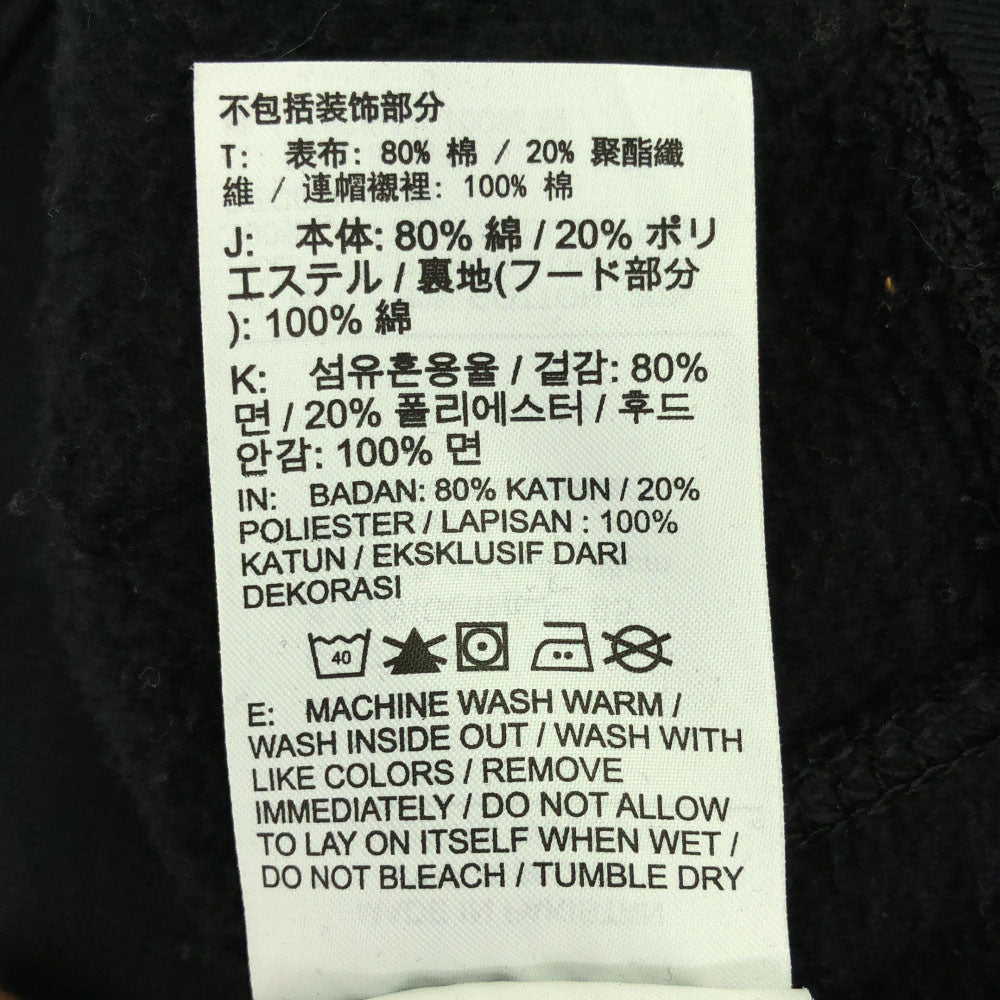 不包括装饰部分
T: 表布: 80% 棉 / 20% 聚酯纖
維 / 連帽襯裡: 100% 棉
J: 本体: 80% 綿 / 20% ポリ
エステル / 裏地(フード部分
): 100% 綿
K: 섬유혼용율 / 겉감: 80%
면 / 20% 폴리에스터 / 후드
안감: 100% 면
IN: BADAN: 80% KATUN / 20%
POLIESTER / LAPISAN : 100%
KATUN / EKSKLUSIF DARI
DEKORASI
40
E: MACHINE WASH WARM /
WASH INSIDE OUT / WASH WITH
LIKE COLORS / REMOVE
IMMEDIATELY / DO NOT ALLOW
TO LAY ON ITSELF WHEN WET /
DO NOT BLEACH / TUMBLE DRY